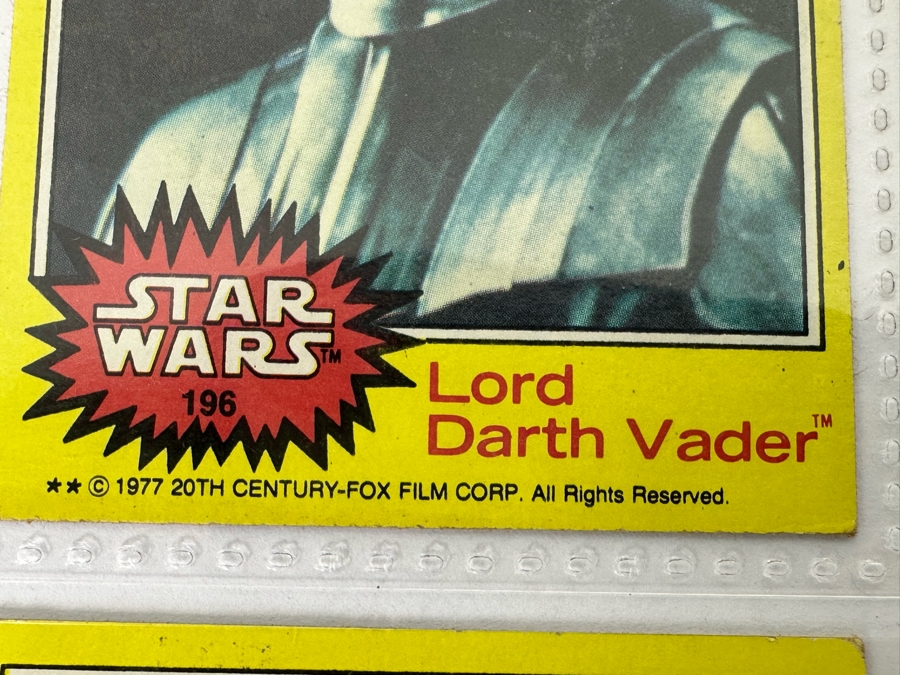 STAR
WARS™
196
Lord
Darth Vader™
★★ © 1977 20TH CENTURY-FOX FILM CORP. All Rights Reserved.